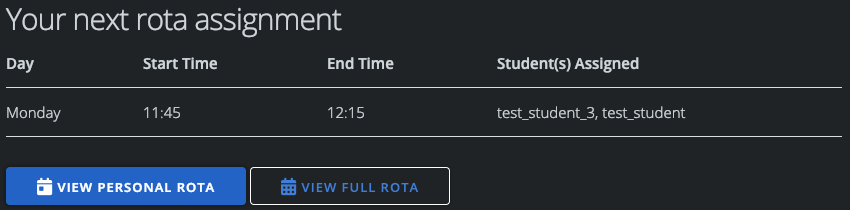 Your next rota assignment
Day Start Time End Time Student(s) Assigned
Monday 11:45 12:15 test_student_3, test_student
VIEW PERSONAL ROTA VIEW FULL ROTA